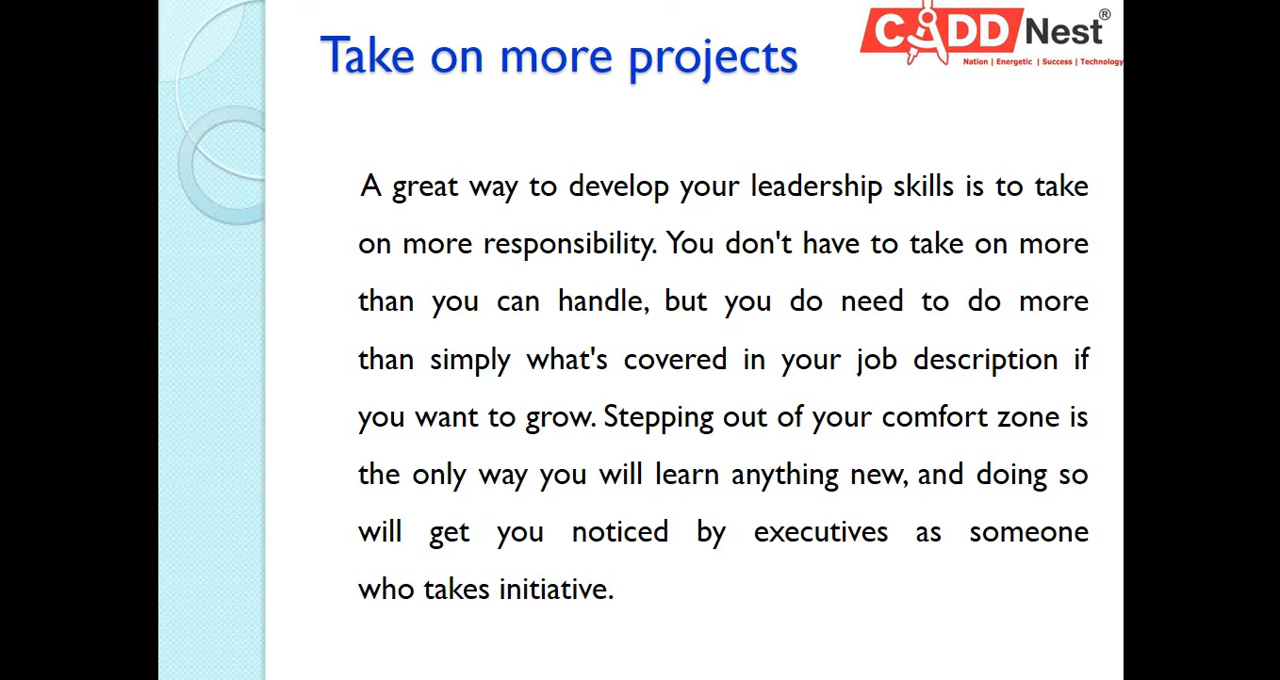 Take on more projects
CADD Nest®
Nation | Energetic | Success | Technology
A great way to develop your leadership skills is to take
on more responsibility. You don't have to take on more
than you can handle, but you do need to do more
than simply what's covered in your job description if
you want to grow. Stepping out of your comfort zone is
the only way you will learn anything new, and doing so
will get you noticed by executives as someone
who takes initiative.